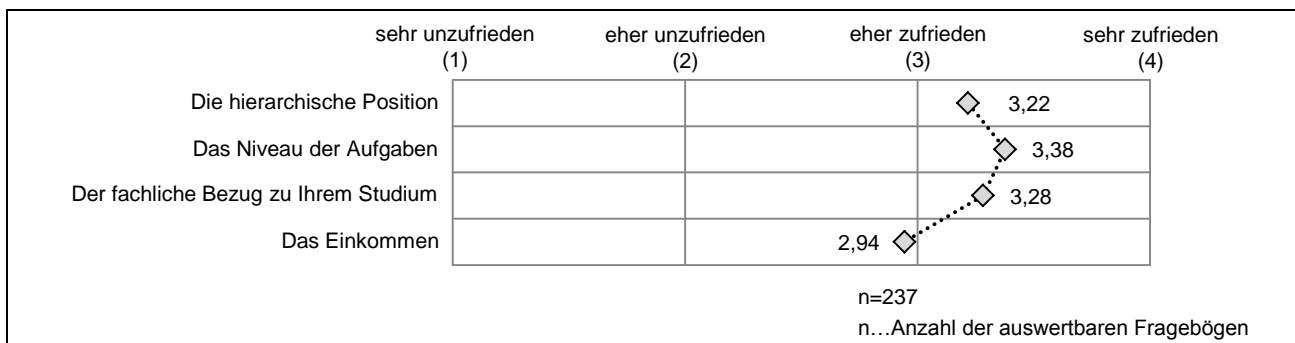 sehr unzufrieden eher unzufrieden eher zufrieden sehr zufrieden
(1) (2) (3) (4)
Die hierarchische Position 3,22
Das Niveau der Aufgaben 3,38
Der fachliche Bezug zu Ihrem Studium 3,28
Das Einkommen 2,94
n=237
n…Anzahl der auswertbaren Fragebögen